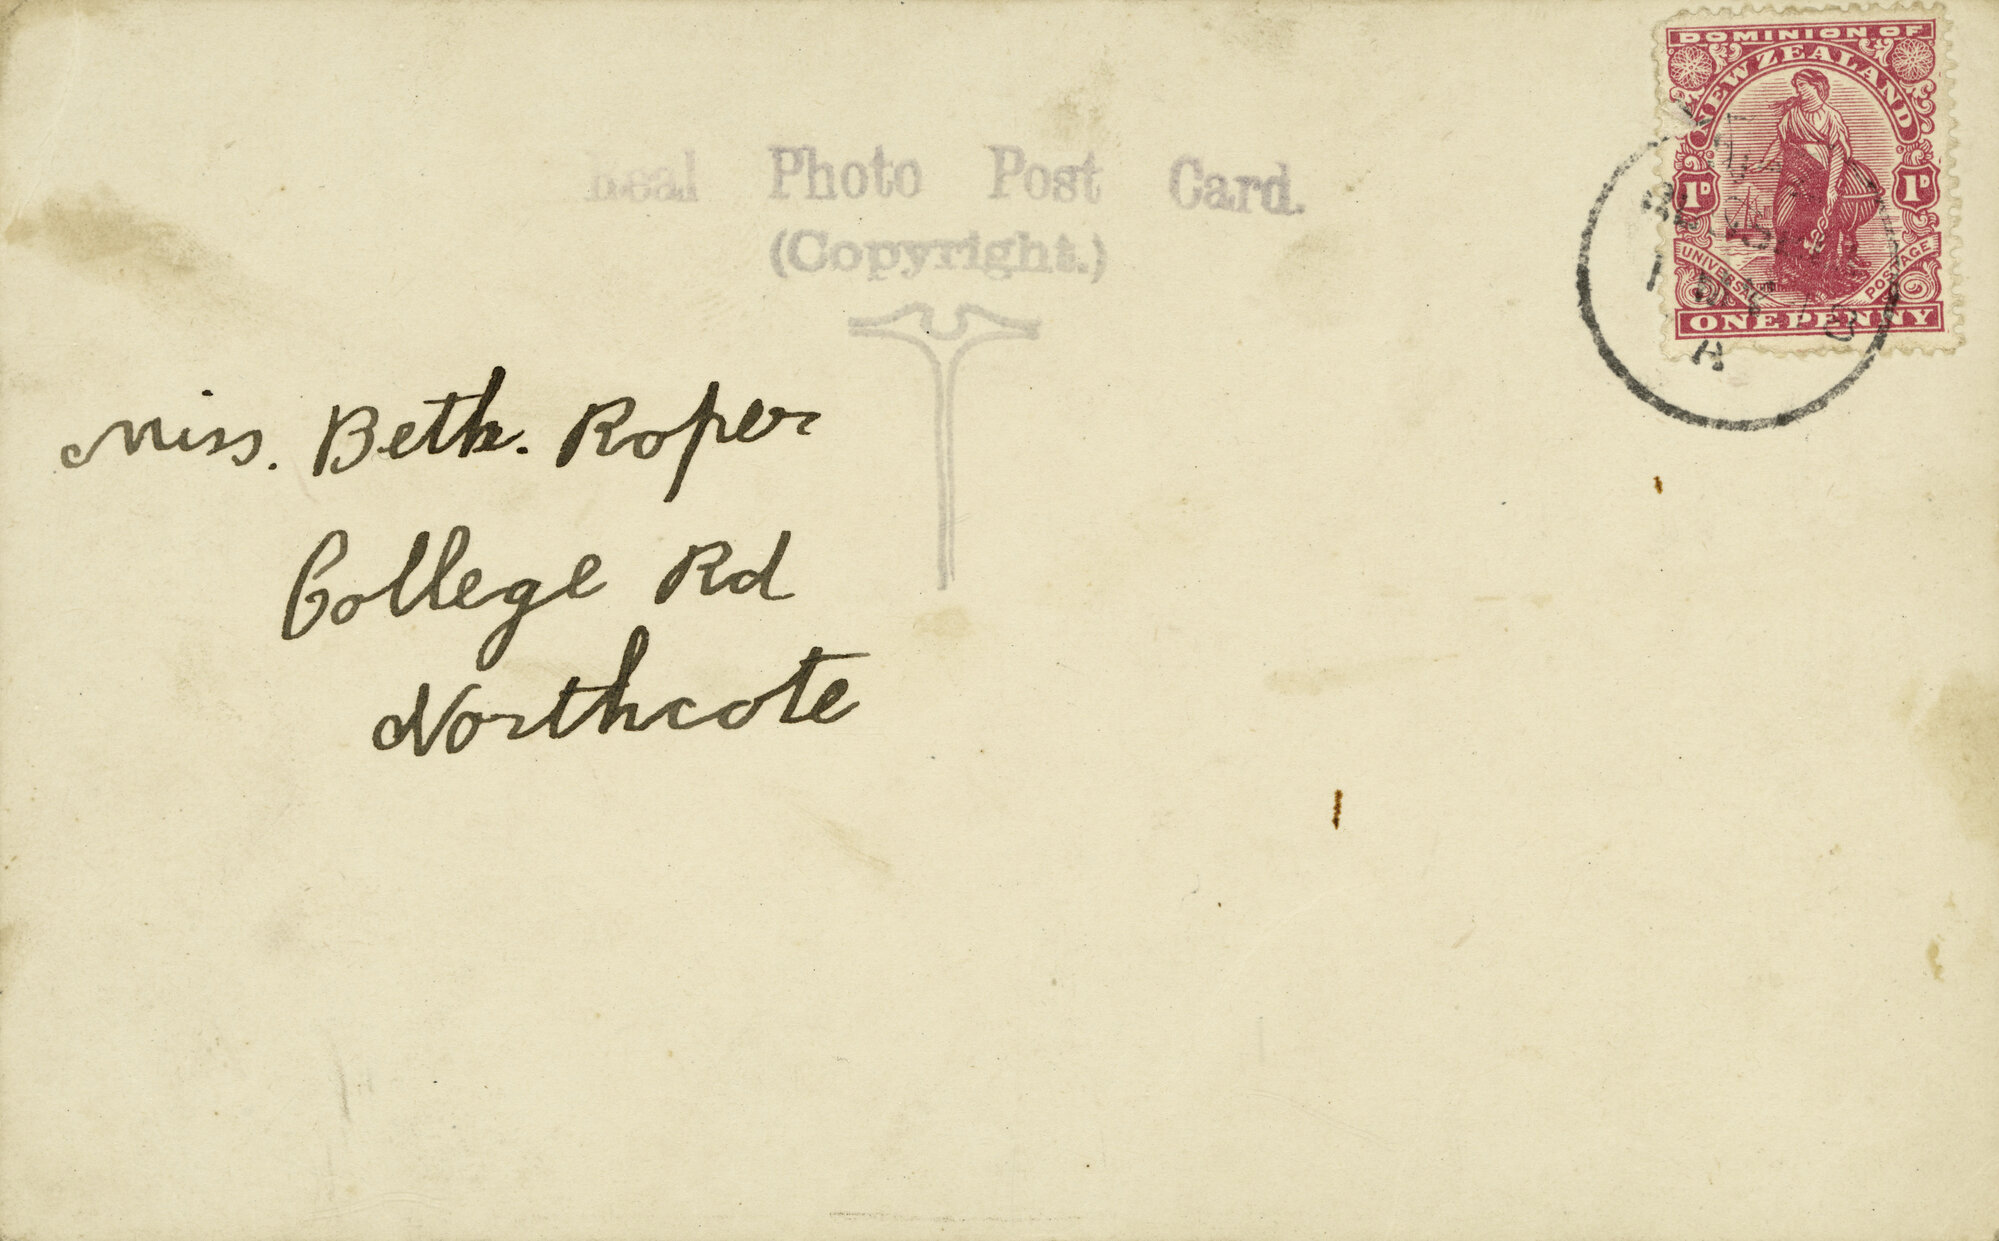 Real Photo Post Card.
(Copyright.)
DOMINION OF
NEW ZEALAND
1D 1D
UNIVERSAL POSTAGE
ONE PENNY
Miss. Beth. Roper
College Rd
Northcote